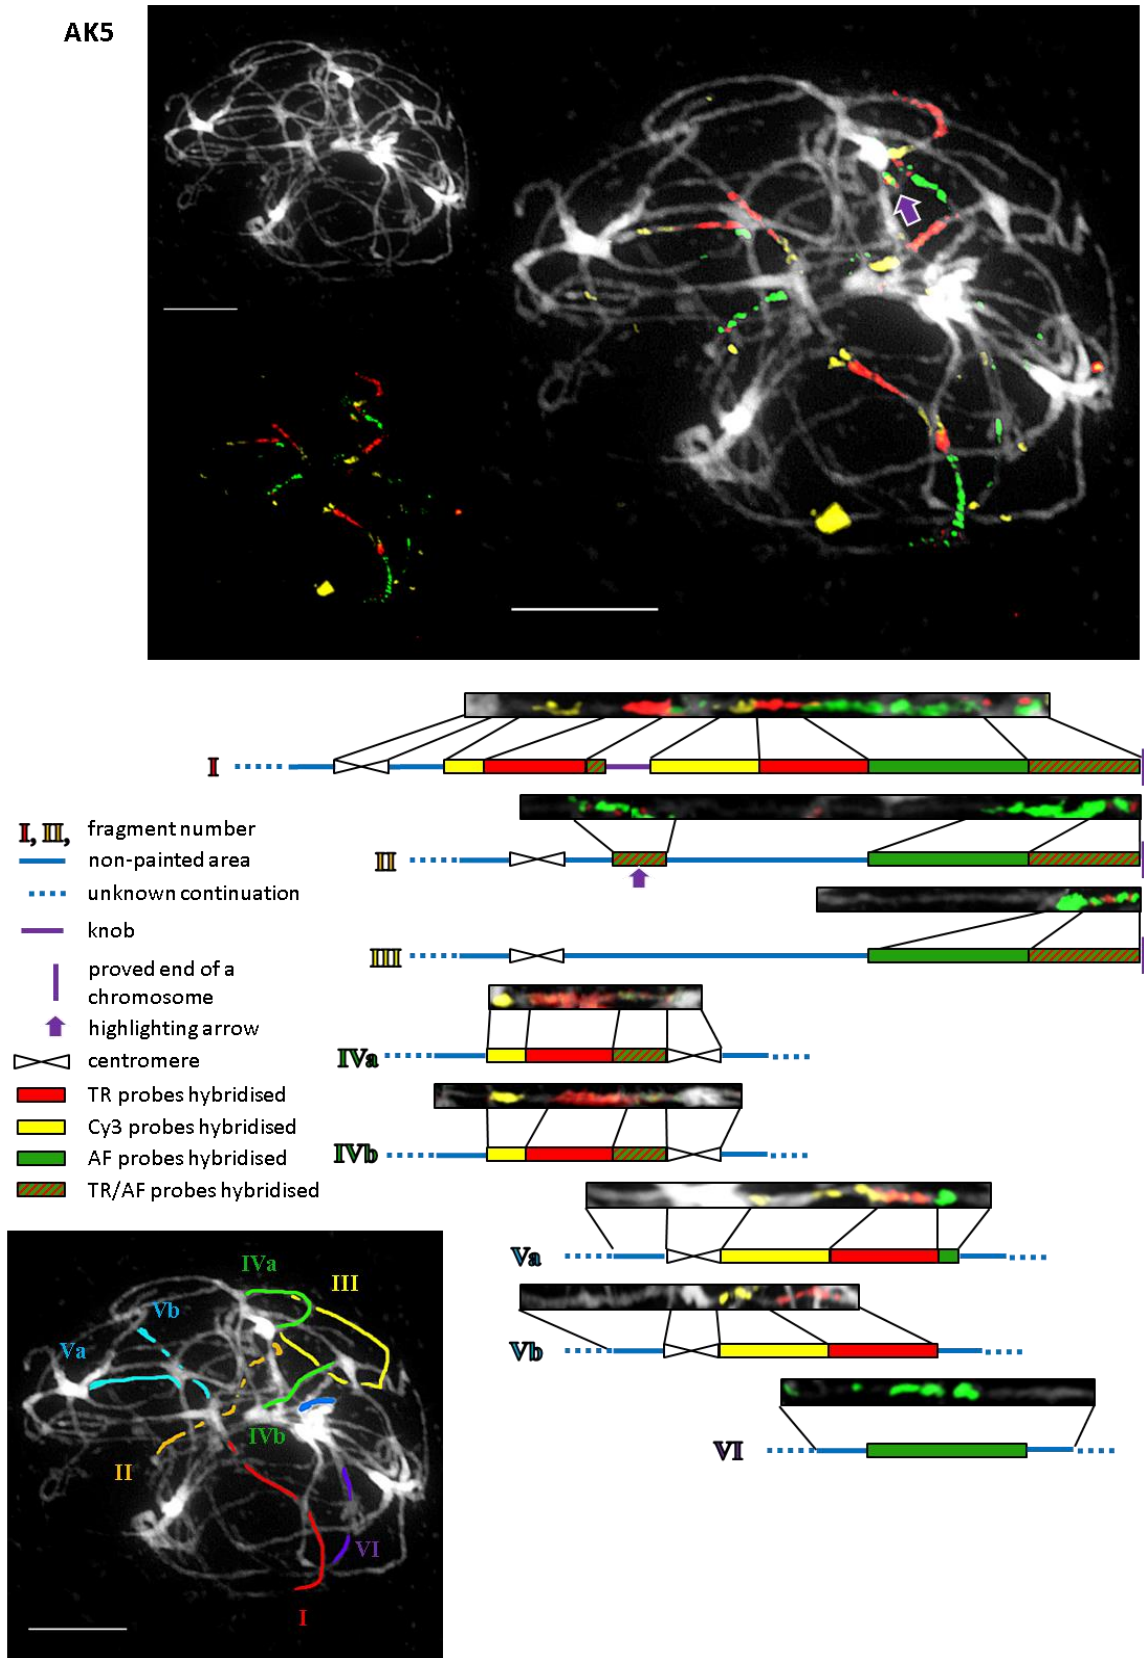 AK5
I
I, II, fragment number
non-painted area
unknown continuation
knob
proved end of a
chromosome
highlighting arrow
centromere
TR probes hybridised
Cy3 probes hybridised
AF probes hybridised
TR/AF probes hybridised
II
III
IVa
IVb
Va
Vb
VI
IVa
III
Vb
Va
IVb
II
VI
I